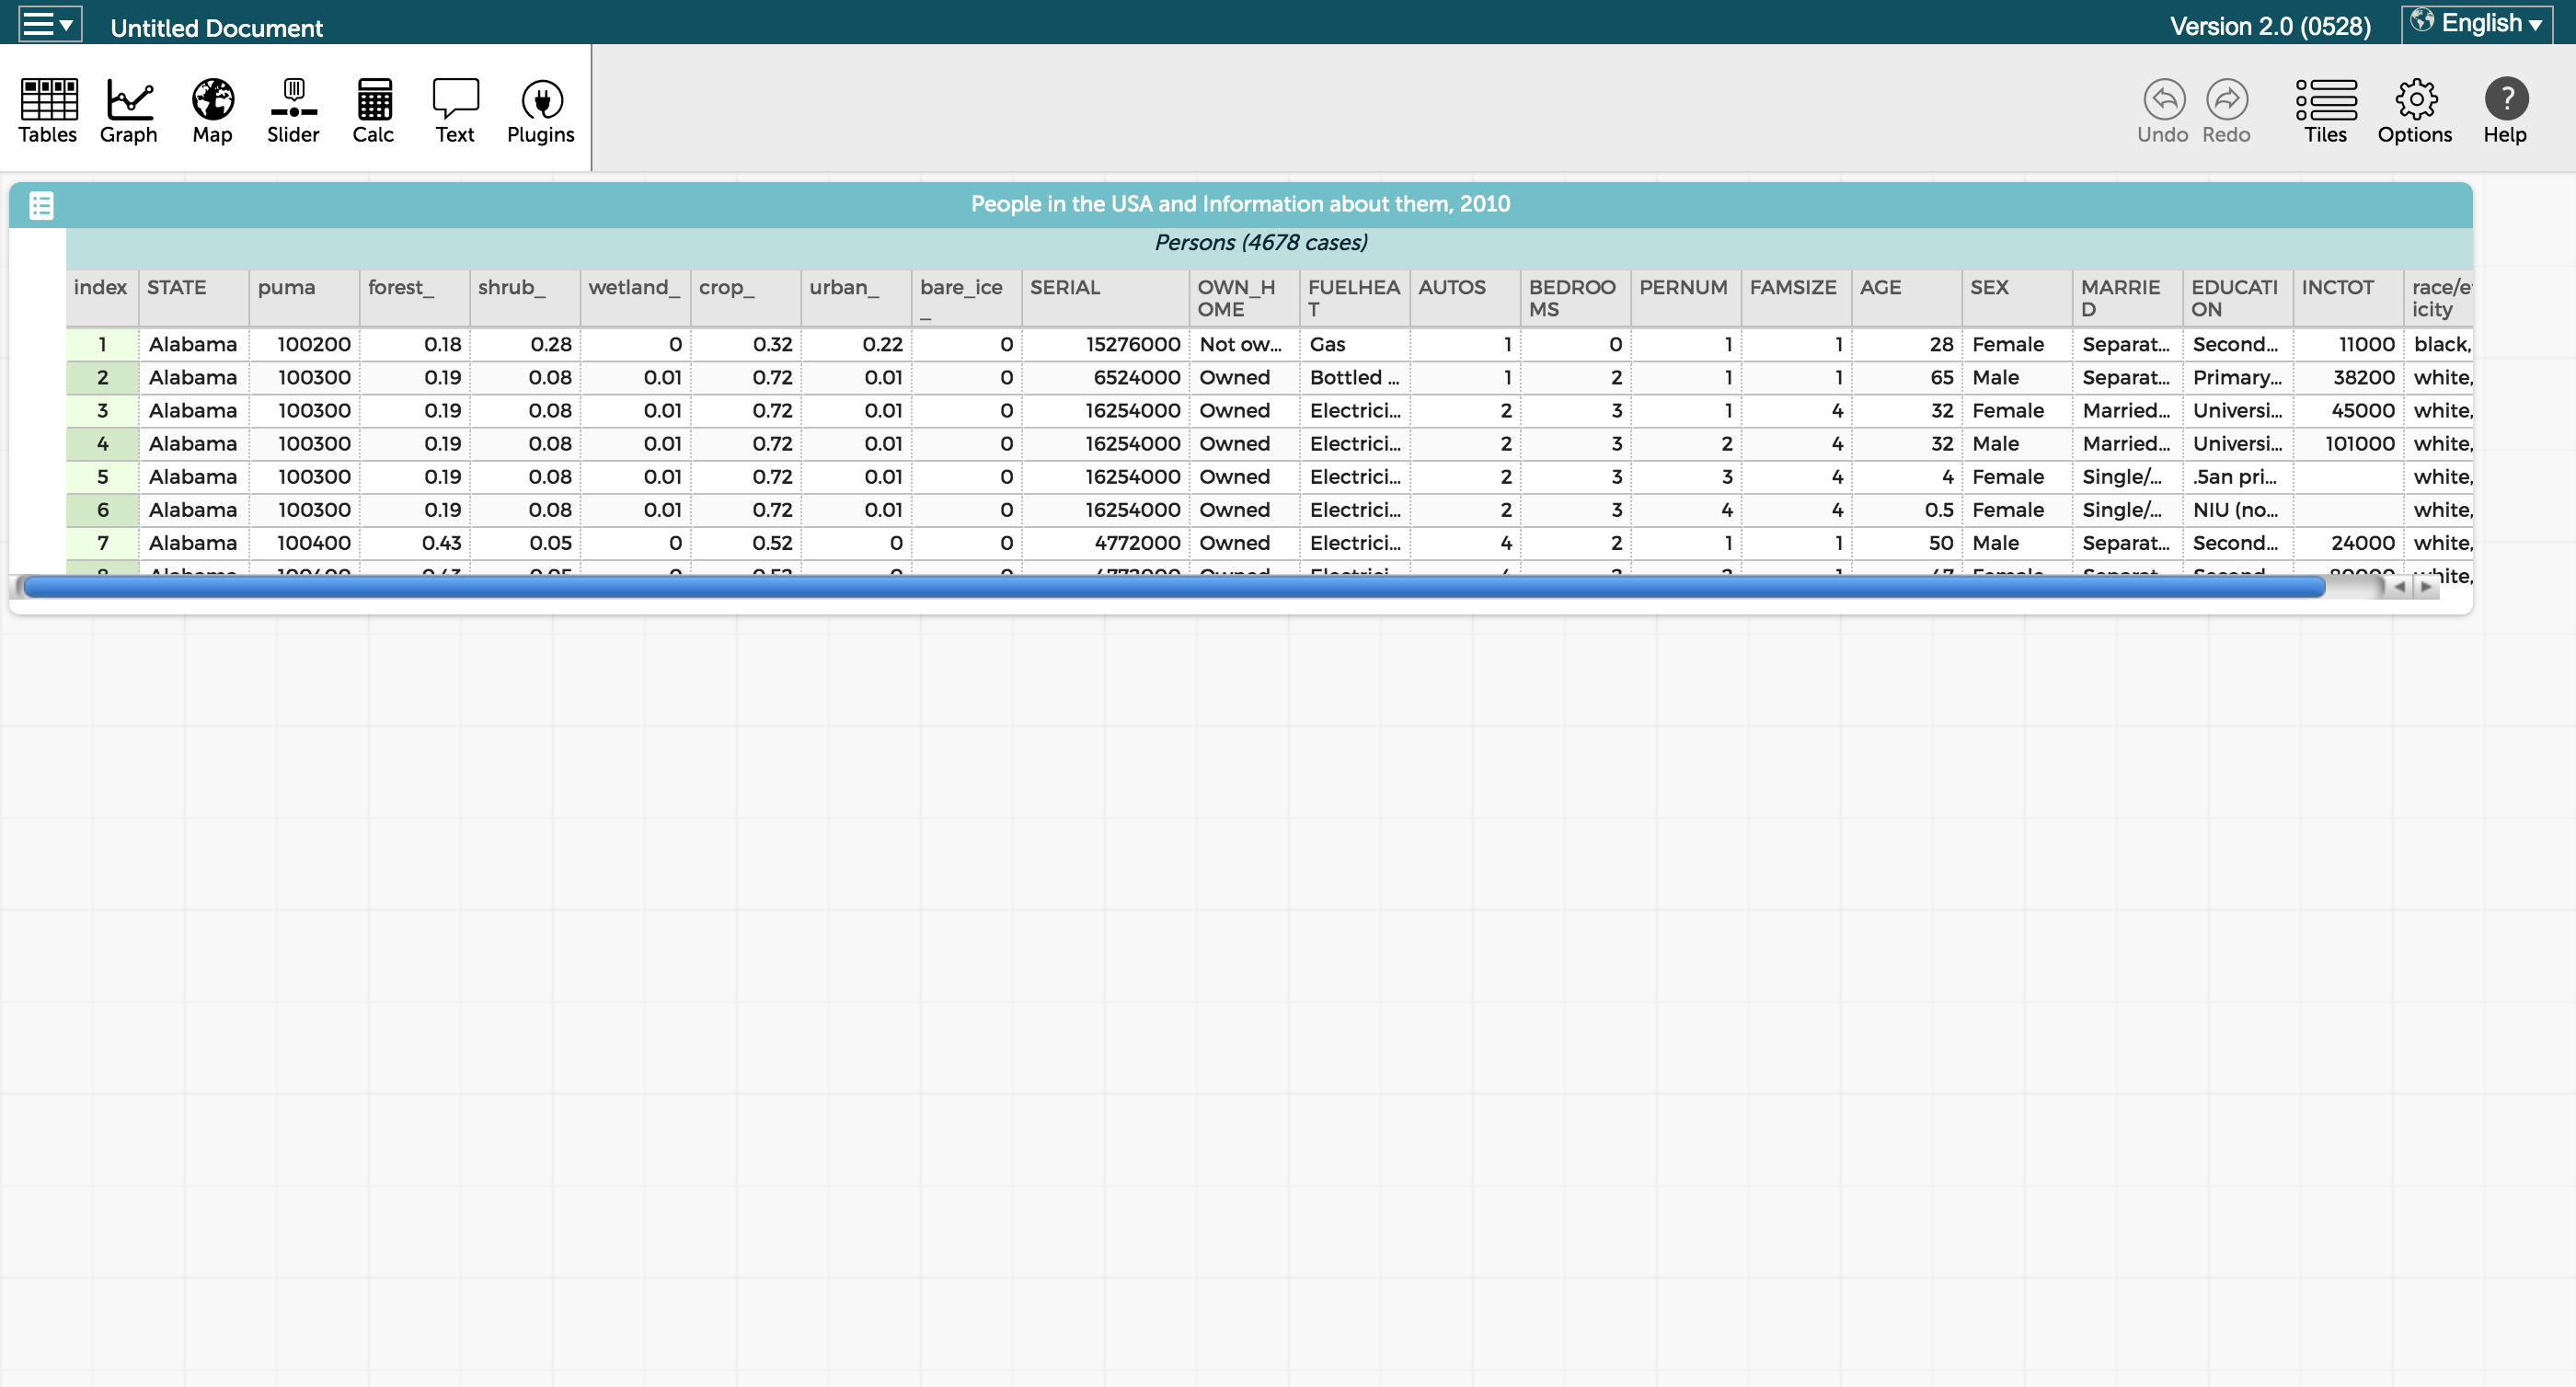 Untitled Document Version 2.0 (0528) English
Tables Graph Map Slider Calc Text Plugins Undo Redo Tiles Options ? Help
People in the USA and Information about them, 2010
Persons (4678 cases)
index STATE puma forest_ shrub_ wetland_ crop_ urban_ bare_ice SERIAL OWN_H FUELHEA AUTOS BEDROO PERNUM FAMSIZE AGE SEX MARRIE EDUCATI INCTOT race/e
_ OME T MS D ON icity
1 Alabama 100200 0.18 0.28 0 0.32 0.22 0 15276000 Not ow... Gas 1 0 1 1 28 Female Separat... Second... 11000 black,
2 Alabama 100300 0.19 0.08 0.01 0.72 0.01 0 6524000 Owned Bottled ... 1 2 1 1 65 Male Separat... Primary... 38200 white,
3 Alabama 100300 0.19 0.08 0.01 0.72 0.01 0 16254000 Owned Electrici... 2 3 1 4 32 Female Married... Universi... 45000 white,
4 Alabama 100300 0.19 0.08 0.01 0.72 0.01 0 16254000 Owned Electrici... 2 3 2 4 32 Male Married... Universi... 101000 white,
5 Alabama 100300 0.19 0.08 0.01 0.72 0.01 0 16254000 Owned Electrici... 2 3 3 4 4 Female Single/... .5an pri... white,
6 Alabama 100300 0.19 0.08 0.01 0.72 0.01 0 16254000 Owned Electrici... 2 3 4 4 0.5 Female Single/... NIU (no... white,
7 Alabama 100400 0.43 0.05 0 0.52 0 0 4772000 Owned Electrici... 4 2 1 1 50 Male Separat... Second... 24000 white,